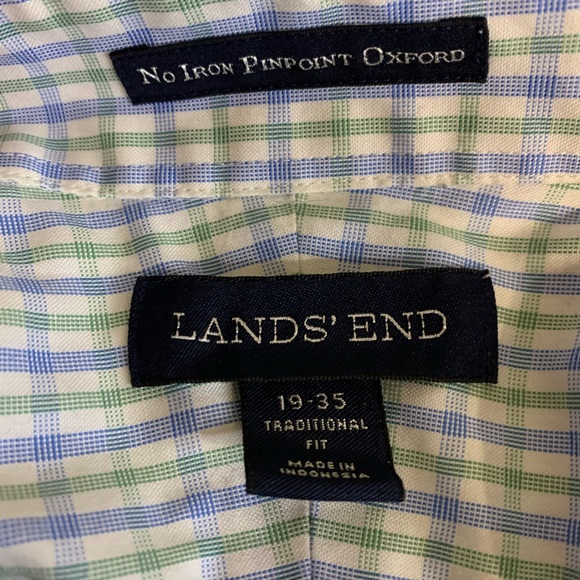 No Iron Pinpoint Oxford
LANDS' END
19-35
TRADITIONAL
FIT
MADE IN
INDONESIA